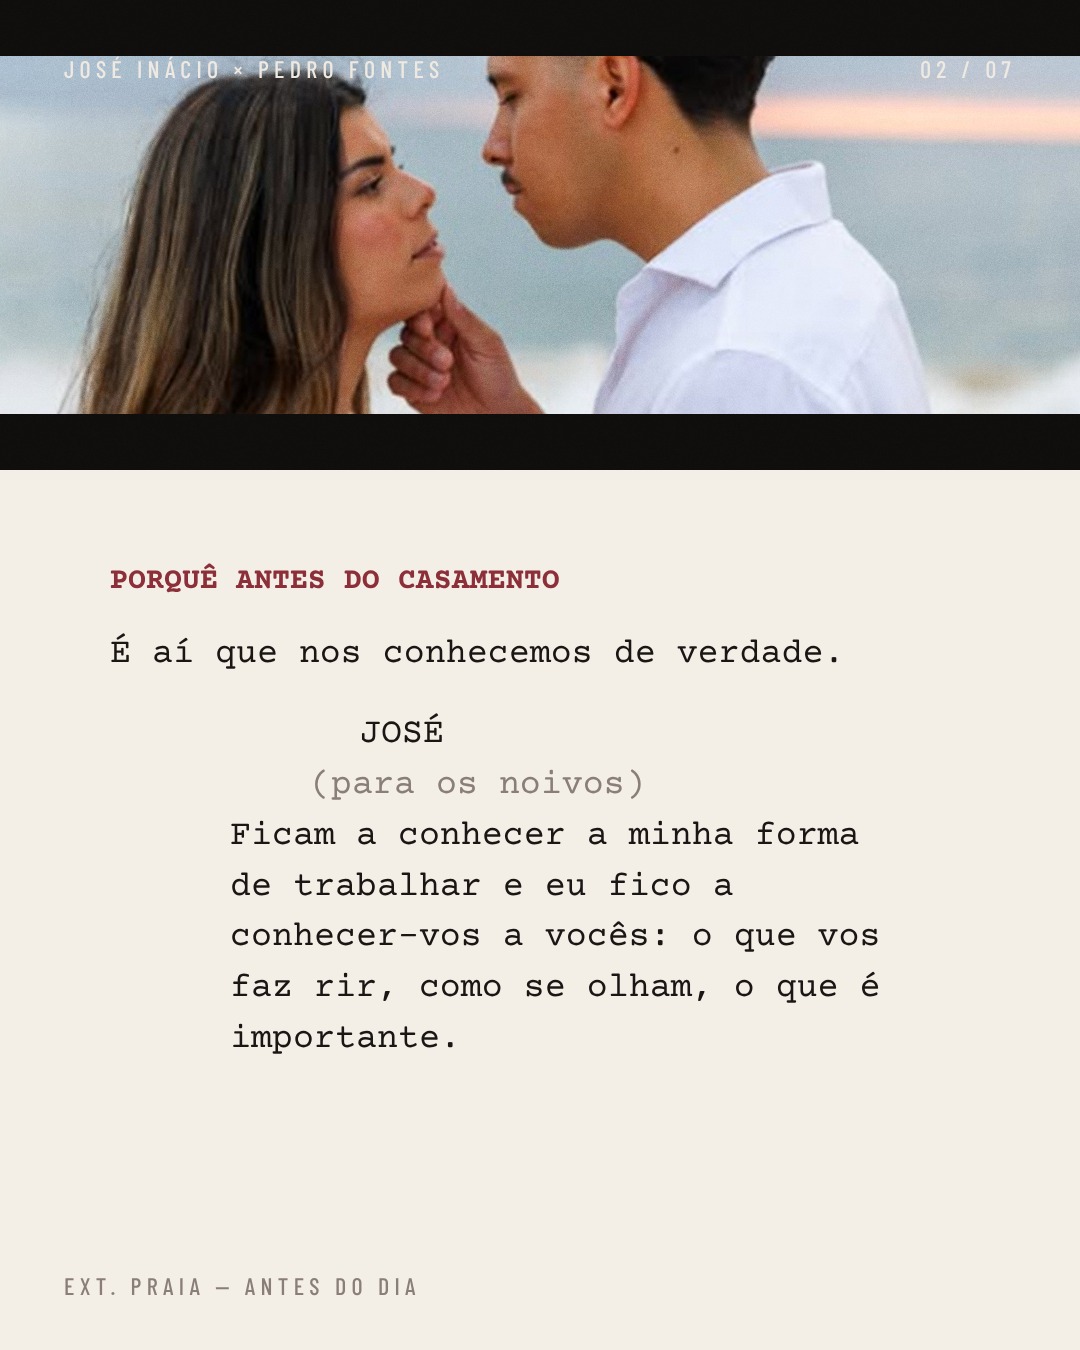 JOSÉ INÁCIO × PEDRO FONTES
02 / 07
PORQUÊ ANTES DO CASAMENTO
É aí que nos conhecemos de verdade.
JOSÉ
(para os noivos)
Ficam a conhecer a minha forma
de trabalhar e eu fico a
conhecer-vos a vocês: o que vos
faz rir, como se olham, o que é
importante.
EXT. PRAIA — ANTES DO DIA